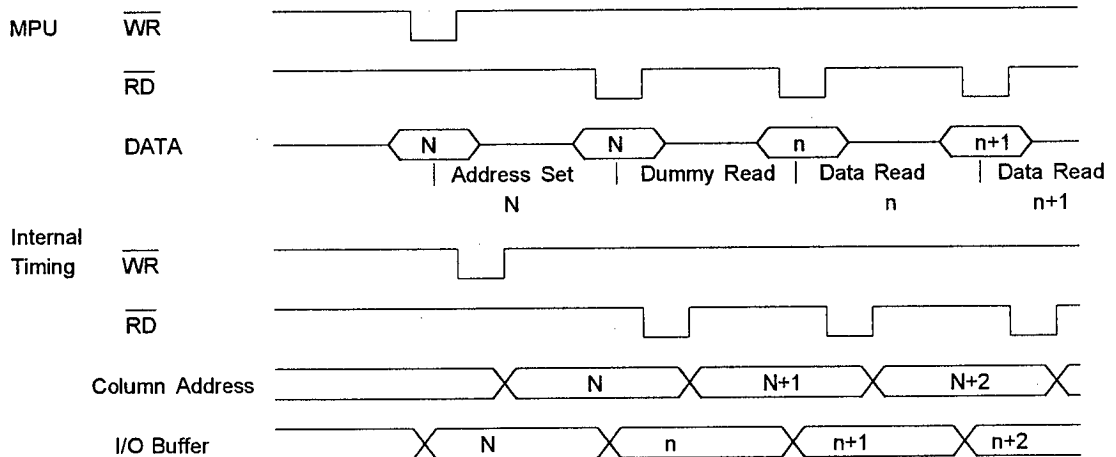 MPU WR
RD
DATA N N n n+1
Address Set Dummy Read Data Read Data Read
N n n+1
Internal
Timing WR
RD
Column Address N N+1 N+2
I/O Buffer N n n+1 n+2